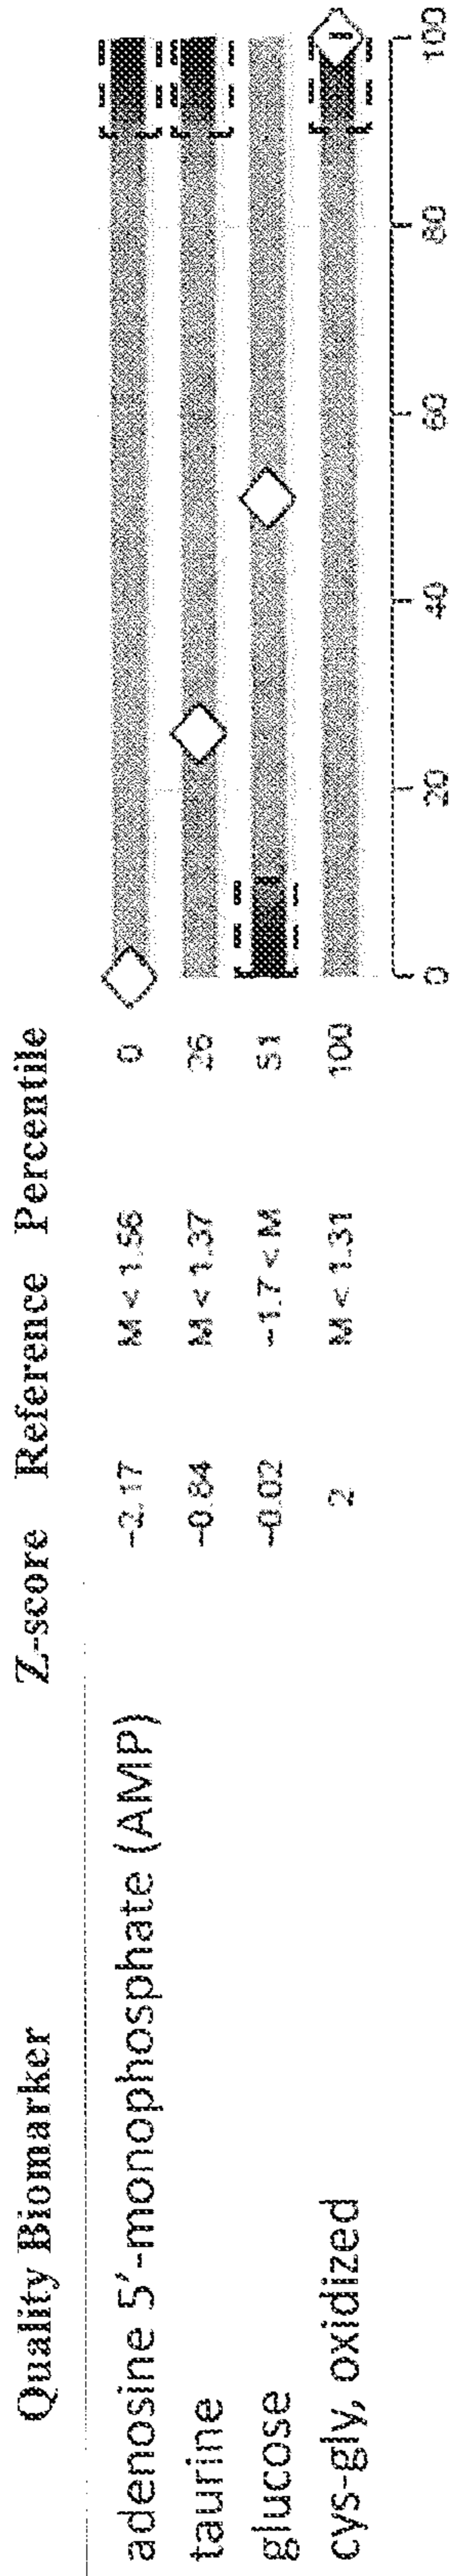 Quality Biomarker Z-score Reference Percentile
adenosine 5′-monophosphate (AMP) −2.17 M < 1.56 0
taurine −0.84 M < 1.37 26
glucose −0.02 −1.7 < M 51
cys-gly, oxidized 2 M < 1.31 100
0 20 40 60 80 100